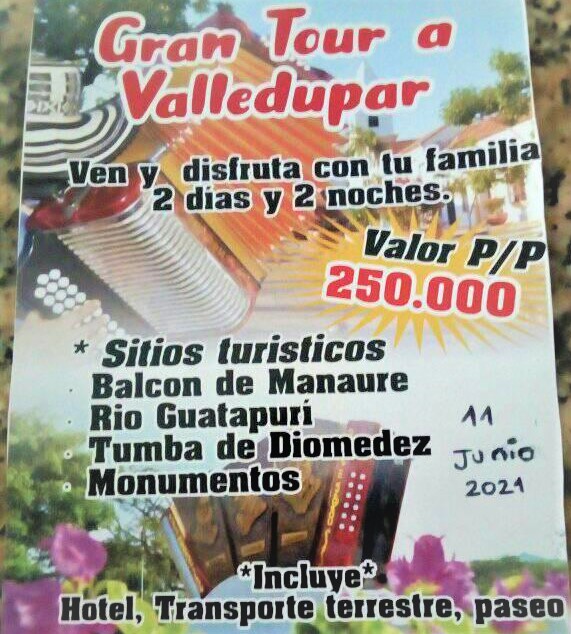 Gran Tour a
Valledupar
Ven y disfruta con tu familia
2 dias y 2 noches.
Valor P/P
250.000
* Sitios turisticos
· Balcon de Manaure
· Rio Guatapurí
· Tumba de Diomedez
· Monumentos
11
Junio
2021
*Incluye*
Hotel, Transporte terrestre, paseo